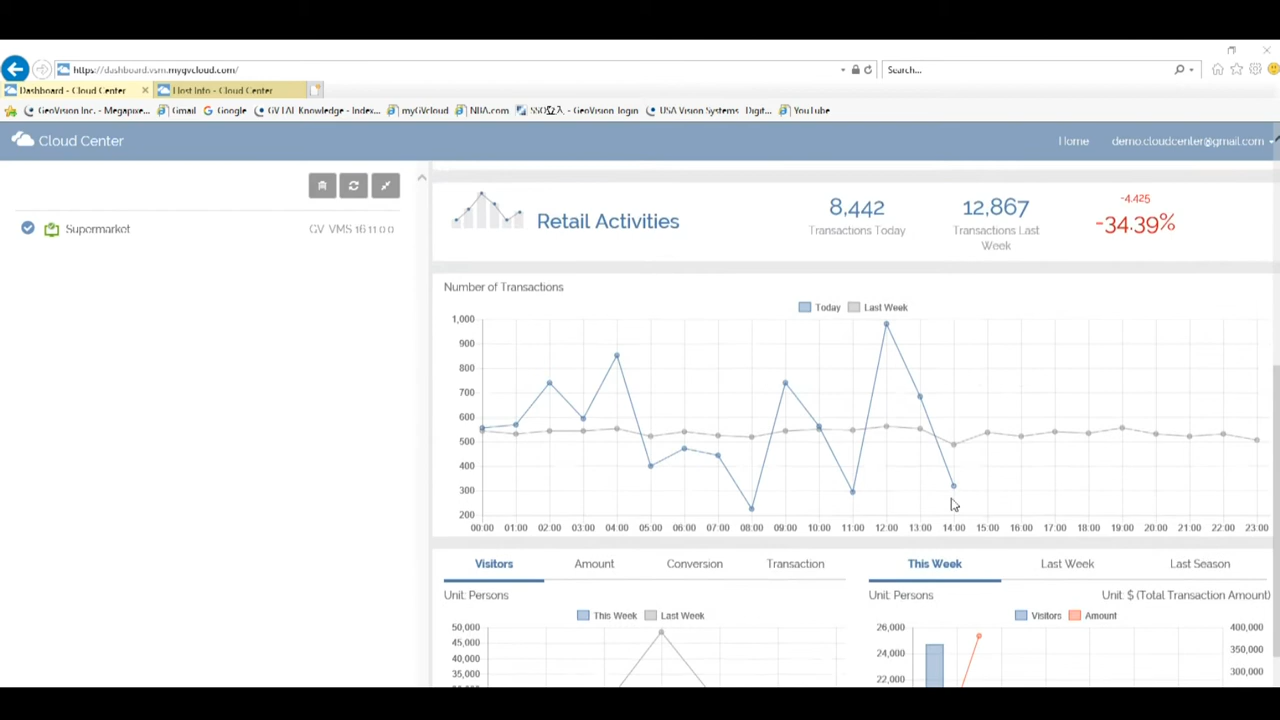 https://dashboard.vsm.mygvcloud.com/
Search...
Dashboard - Cloud Center
Host Info - Cloud Center
GeoVision Inc. - Megapixe...
Gmail
Google
GV TAL Knowledge - Index...
myGVcloud
NBA.com
GeoVision login
USA Vision Systems Digit...
YouTube
Cloud Center
Home
demo.cloudcenter@gmail.com
Supermarket
GV VMS 16.11.0.0
Retail Activities
8,442
Transactions Today
12,867
Transactions Last
Week
-4,425
-34.39%
Number of Transactions
Today
Last Week
1,000
900
800
700
600
500
400
300
200
00:00 01:00 02:00 03:00 04:00 05:00 06:00 07:00 08:00 09:00 10:00 11:00 12:00 13:00 14:00 15:00 16:00 17:00 18:00 19:00 20:00 21:00 22:00 23:00
Visitors Amount Conversion Transaction
Unit: Persons
This Week Last Week
50,000
45,000
40,000
35,000
This Week Last Week Last Season
Unit: Persons
Unit: $ (Total Transaction Amount)
Visitors Amount
26,000
24,000
22,000
400,000
350,000
300,000